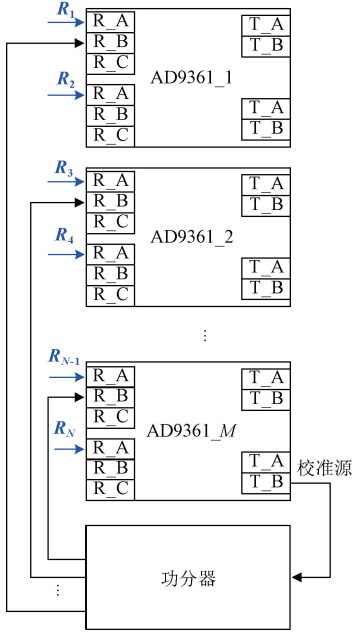 R1
R_A
R_B
R_C
R2
R_A
R_B
R_C
AD9361_1
T_A
T_B
T_A
T_B
R3
R_A
R_B
R_C
R4
R_A
R_B
R_C
AD9361_2
T_A
T_B
T_A
T_B
...
RN-1
R_A
R_B
R_C
RN
R_A
R_B
R_C
AD9361_M
T_A
T_B
T_A
T_B
校准源
功分器
...